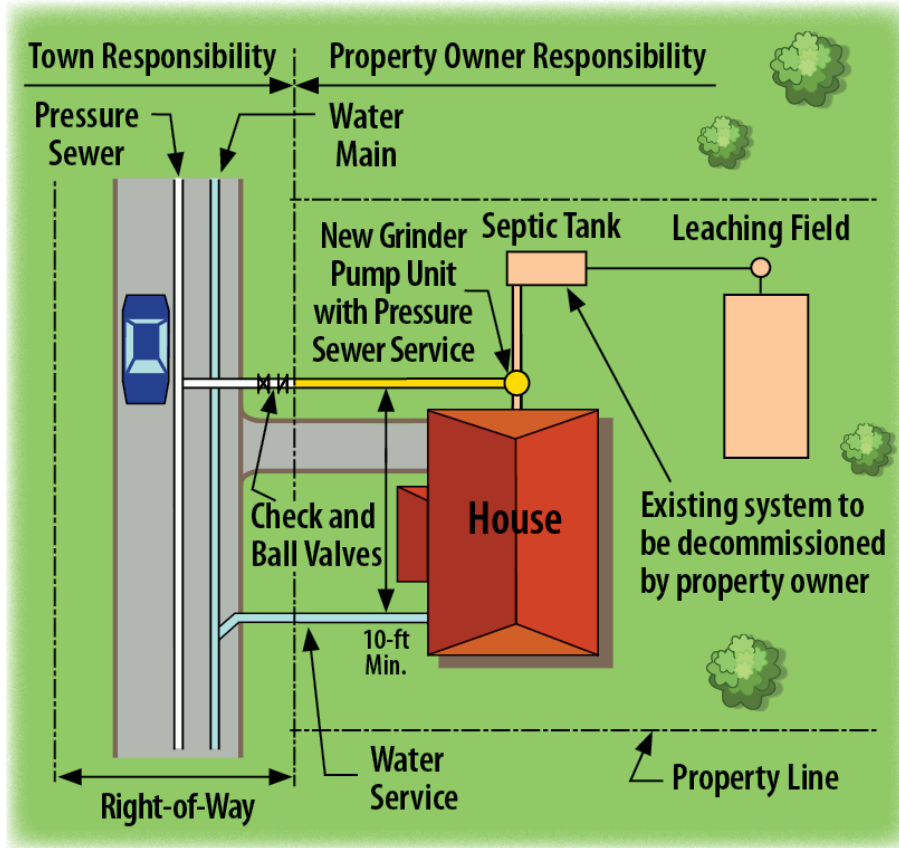 Town Responsibility
Property Owner Responsibility
Pressure
Sewer
Water
Main
New Grinder
Pump Unit
with Pressure
Sewer Service
Septic Tank
Leaching Field
Check and
Ball Valves
House
Existing system to
be decommissioned
by property owner
10-ft
Min.
Water
Service
Property Line
Right-of-Way